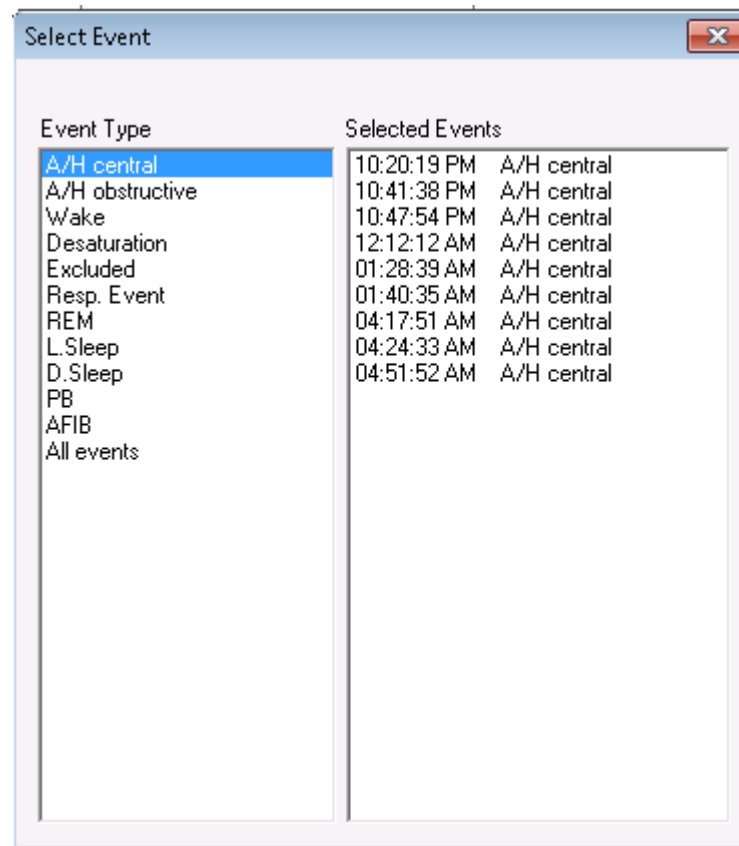 Select Event
Event Type
A/H central
A/H obstructive
Wake
Desaturation
Excluded
Resp. Event
REM
L.Sleep
D.Sleep
PB
AFIB
All events
Selected Events
10:20:19 PM A/H central
10:41:38 PM A/H central
10:47:54 PM A/H central
12:12:12 AM A/H central
01:28:39 AM A/H central
01:40:35 AM A/H central
04:17:51 AM A/H central
04:24:33 AM A/H central
04:51:52 AM A/H central